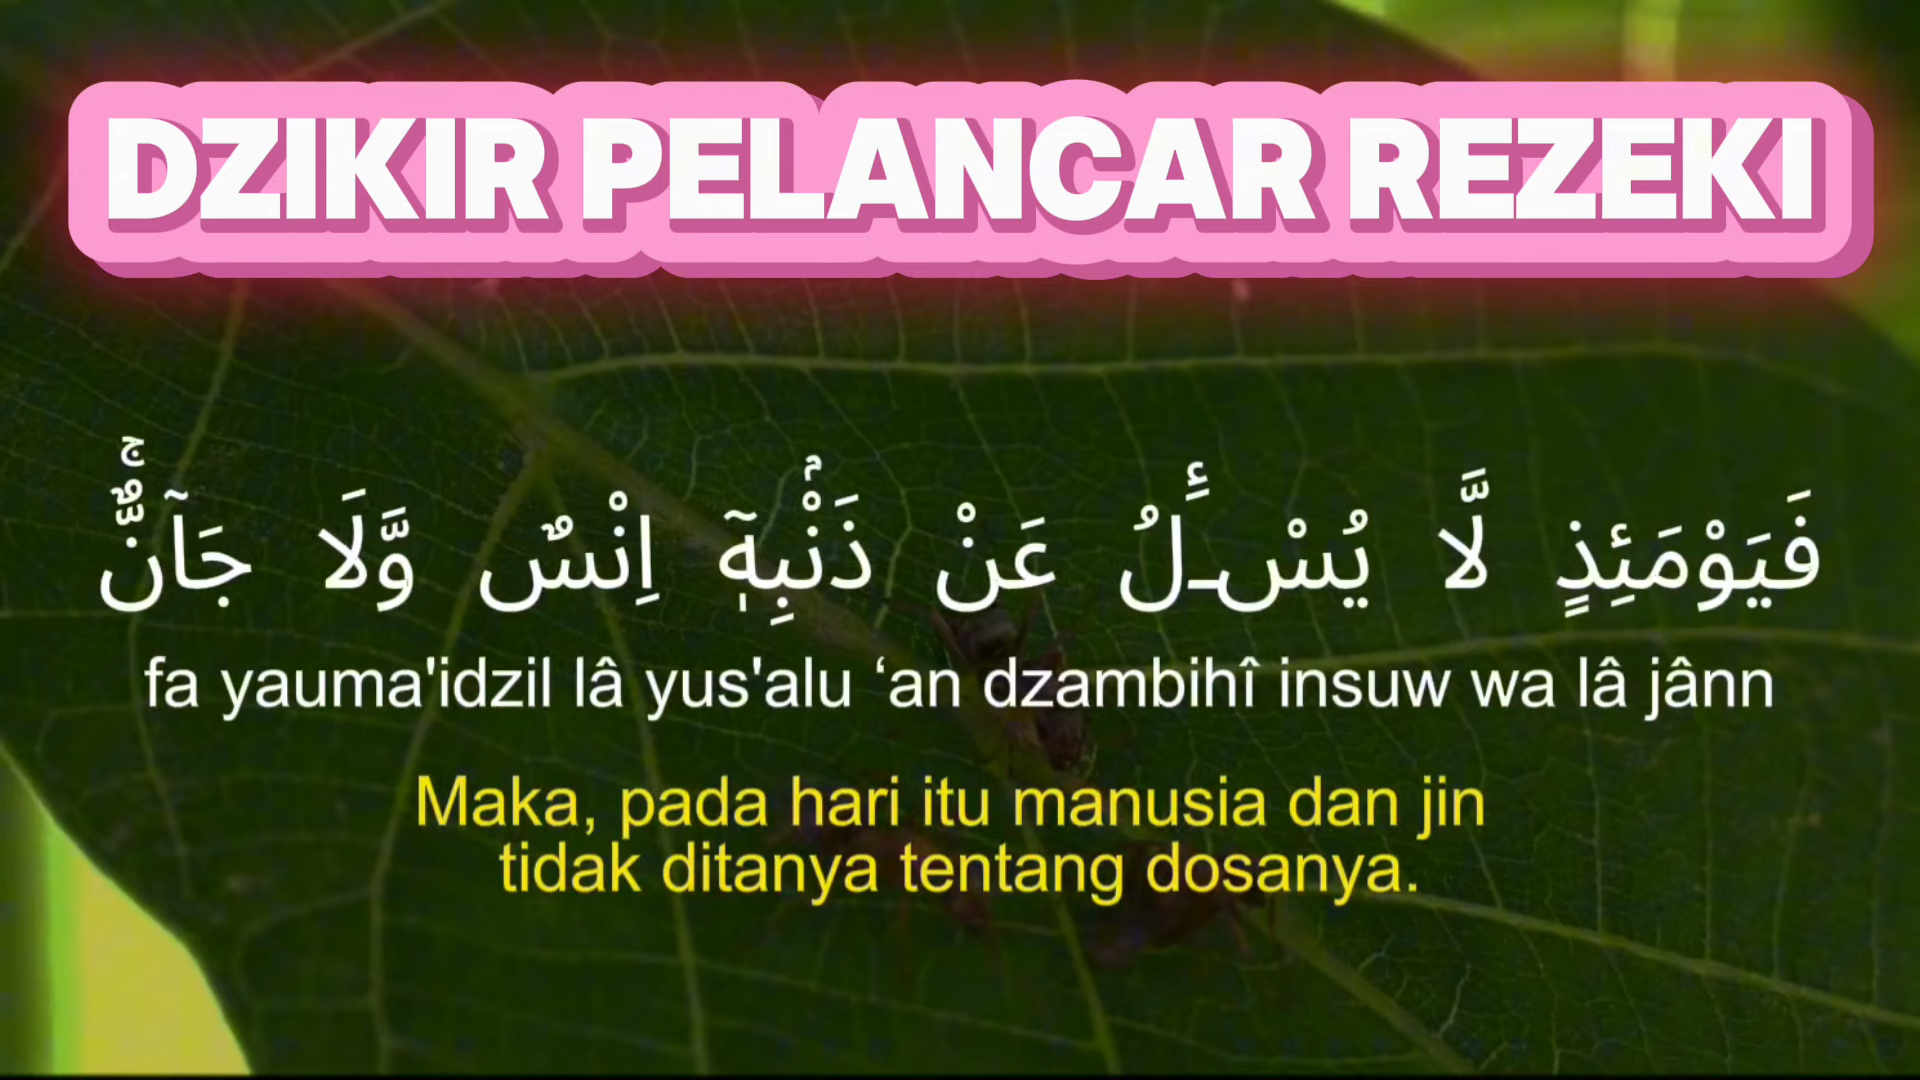 DZIKIR PELANCAR REZEKI
فَيَوْمَئِذٍ لَّا يُسْـَٔلُ عَنْ ذَنْۢبِهٖٓ اِنْسٌ وَّلَا جَاۤنٌّۚ
fa yauma'idzil lâ yus'alu ‘an dzambihî insuw wa lâ jânn
Maka, pada hari itu manusia dan jin
tidak ditanya tentang dosanya.